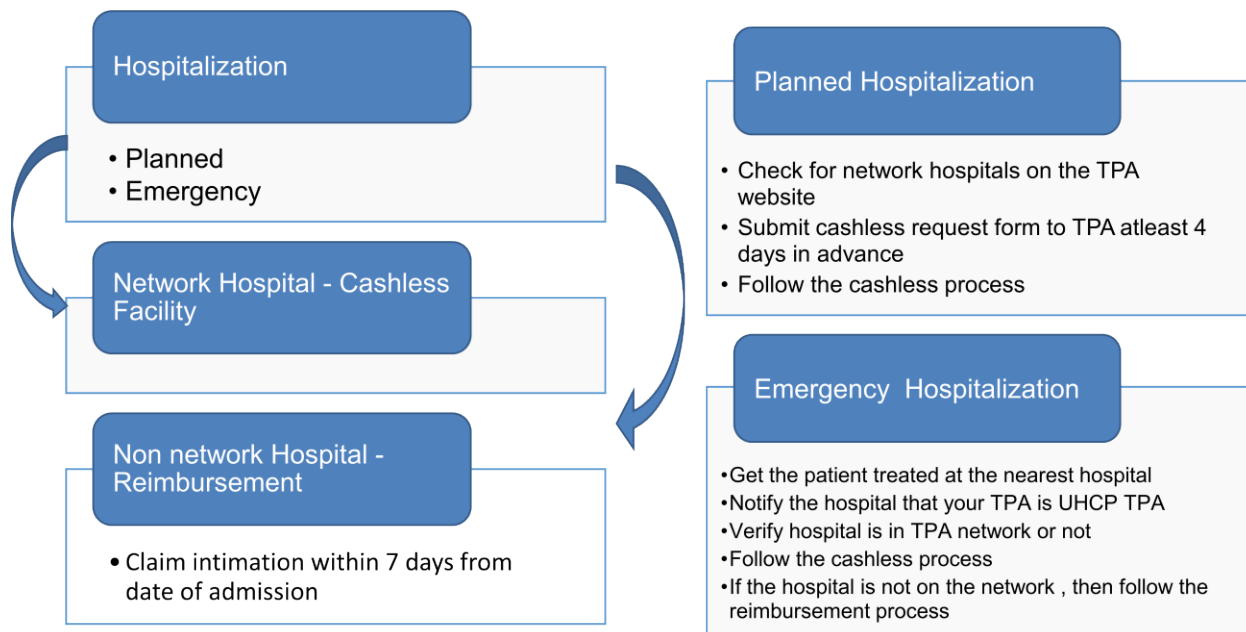 Hospitalization
• Planned
• Emergency
Network Hospital - Cashless
Facility
Non network Hospital -
Reimbursement
• Claim intimation within 7 days from
date of admission
Planned Hospitalization
• Check for network hospitals on the TPA
website
• Submit cashless request form to TPA atleast 4
days in advance
• Follow the cashless process
Emergency  Hospitalization
•Get the patient treated at the nearest hospital
•Notify the hospital that your TPA is UHCP TPA
•Verify hospital is in TPA network or not
•Follow the cashless process
•If the hospital is not on the network , then follow the
reimbursement process